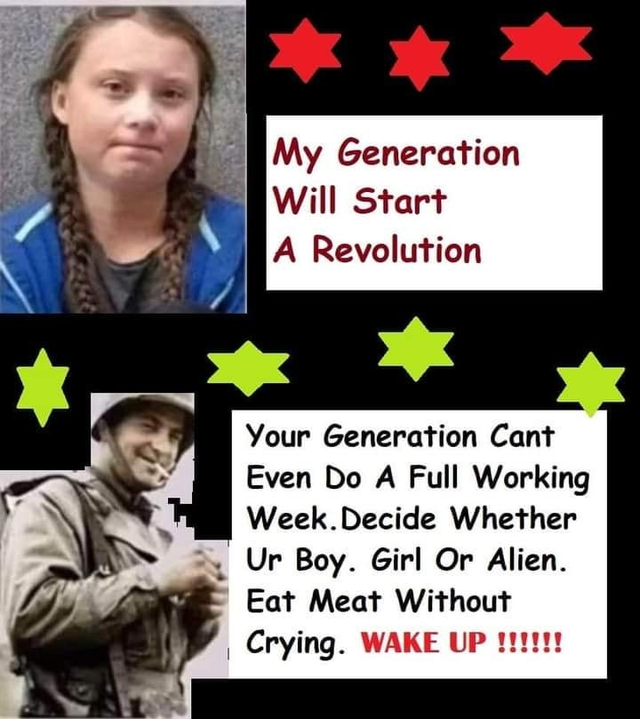 My Generation
Will Start
A Revolution
Your Generation Cant
Even Do A Full Working
Week.Decide Whether
Ur Boy. Girl Or Alien.
Eat Meat Without
Crying. WAKE UP !!!!!!